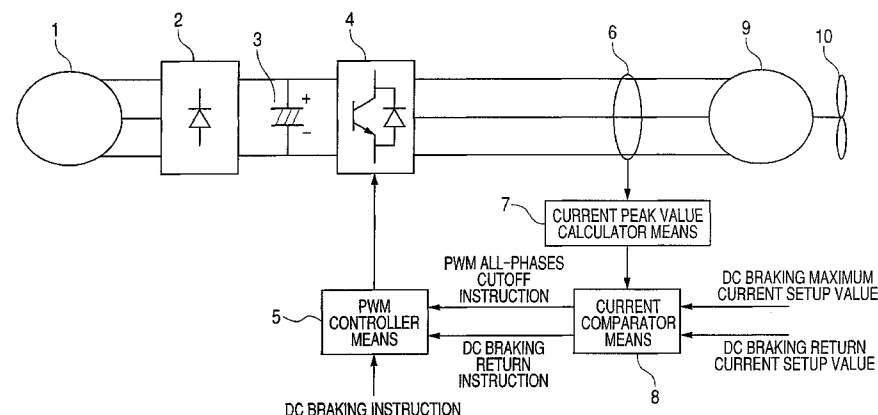 1
2
3
4
6
9
10
+
−
7
CURRENT PEAK VALUE
CALCULATOR MEANS
PWM ALL-PHASES
CUTOFF
INSTRUCTION
DC BRAKING MAXIMUM
CURRENT SETUP VALUE
5
PWM
CONTROLLER
MEANS
CURRENT
COMPARATOR
MEANS
DC BRAKING
RETURN
INSTRUCTION
DC BRAKING RETURN
CURRENT SETUP VALUE
8
DC BRAKING INSTRUCTION